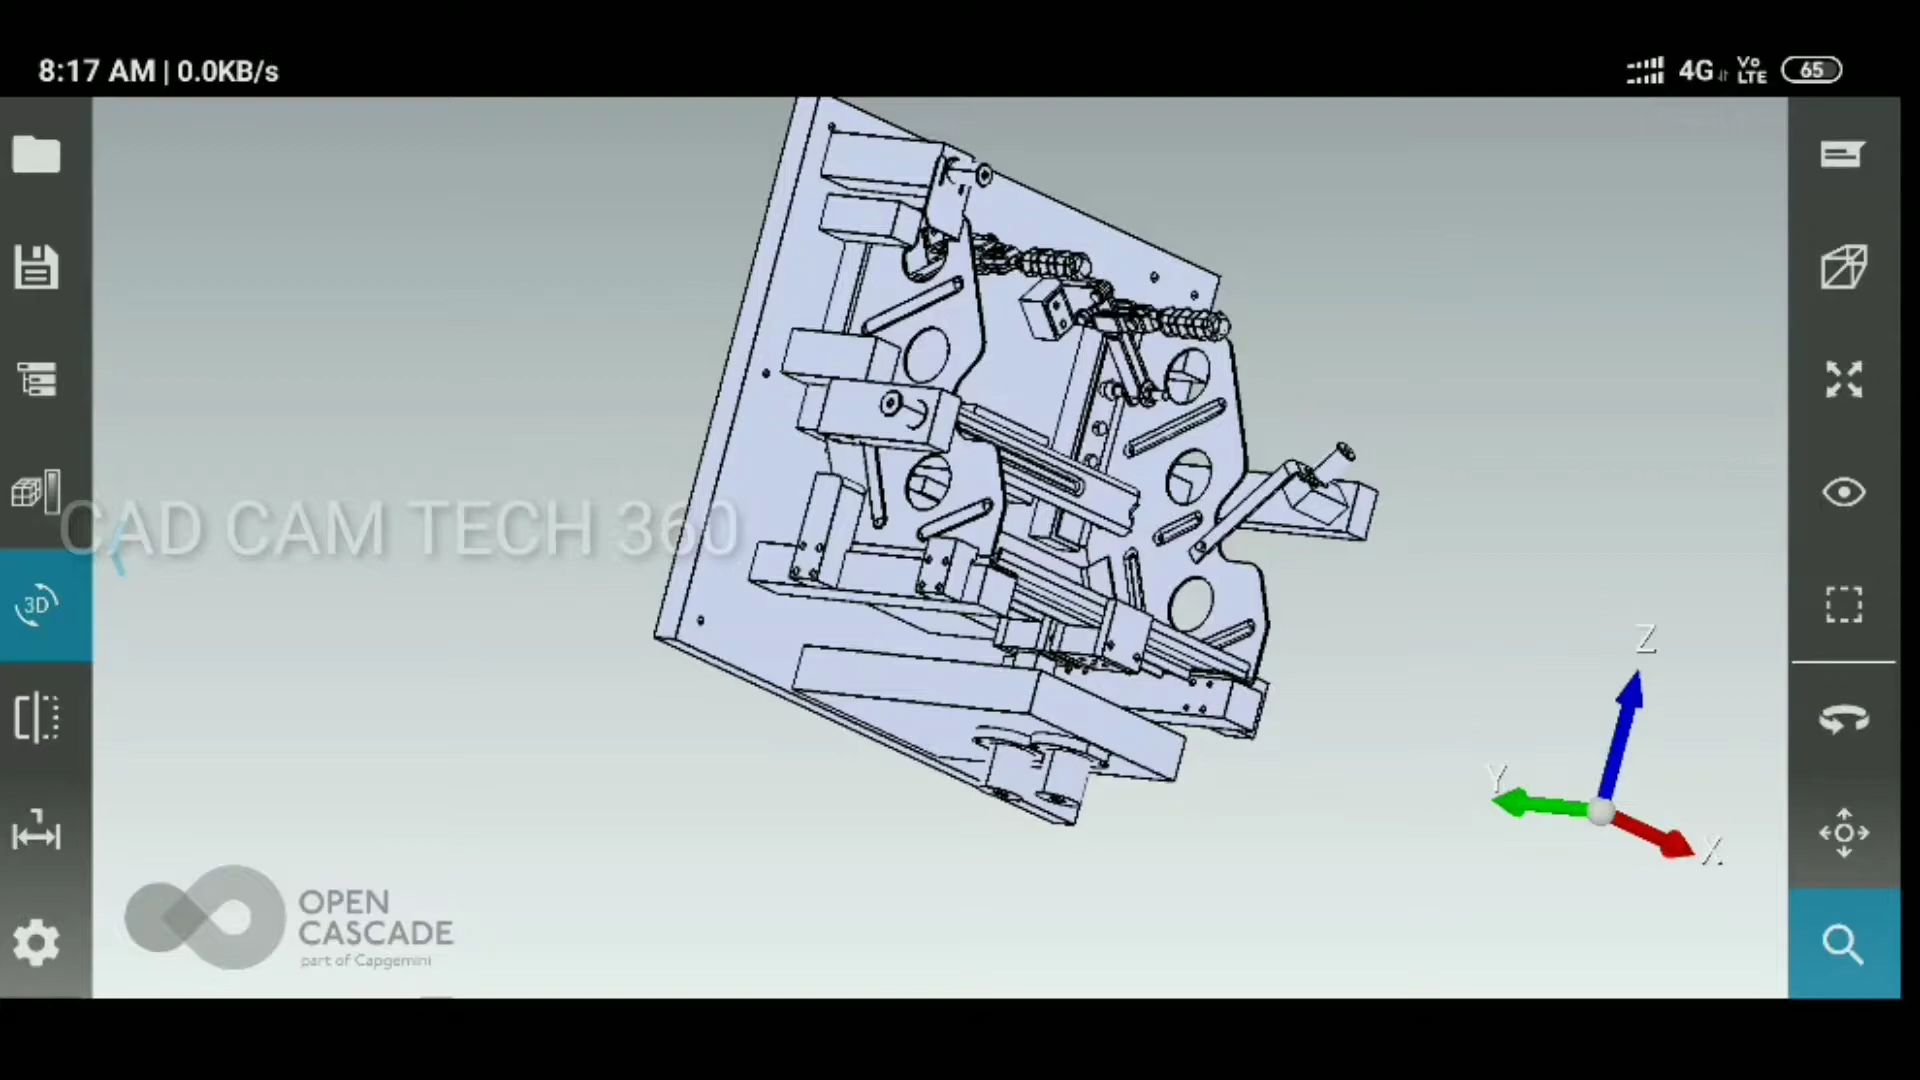 8:17 AM | 0.0KB/s
4G Vo LTE 65
CAD CAM TECH 360
3D
Z
Y
X
OPEN
CASCADE
part of Capgemini